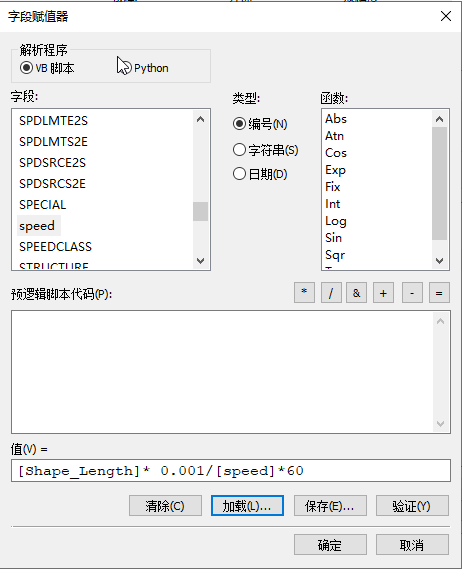 字段赋值器
解析程序
VB 脚本
Python
字段:
SPDLMTE2S
SPDLMTS2E
SPDSRCE2S
SPDSRCS2E
SPECIAL
speed
SPEEDCLASS
STRUCTURE
类型:
编号(N)
字符串(S)
日期(D)
函数:
Abs
Atn
Cos
Exp
Fix
Int
Log
Sin
Sqr
预逻辑脚本代码(P):
* / & + - =
值(V) =
[Shape_Length]* 0.001/[speed]*60
清除(C) 加载(L)... 保存(E)... 验证(Y)
确定 取消